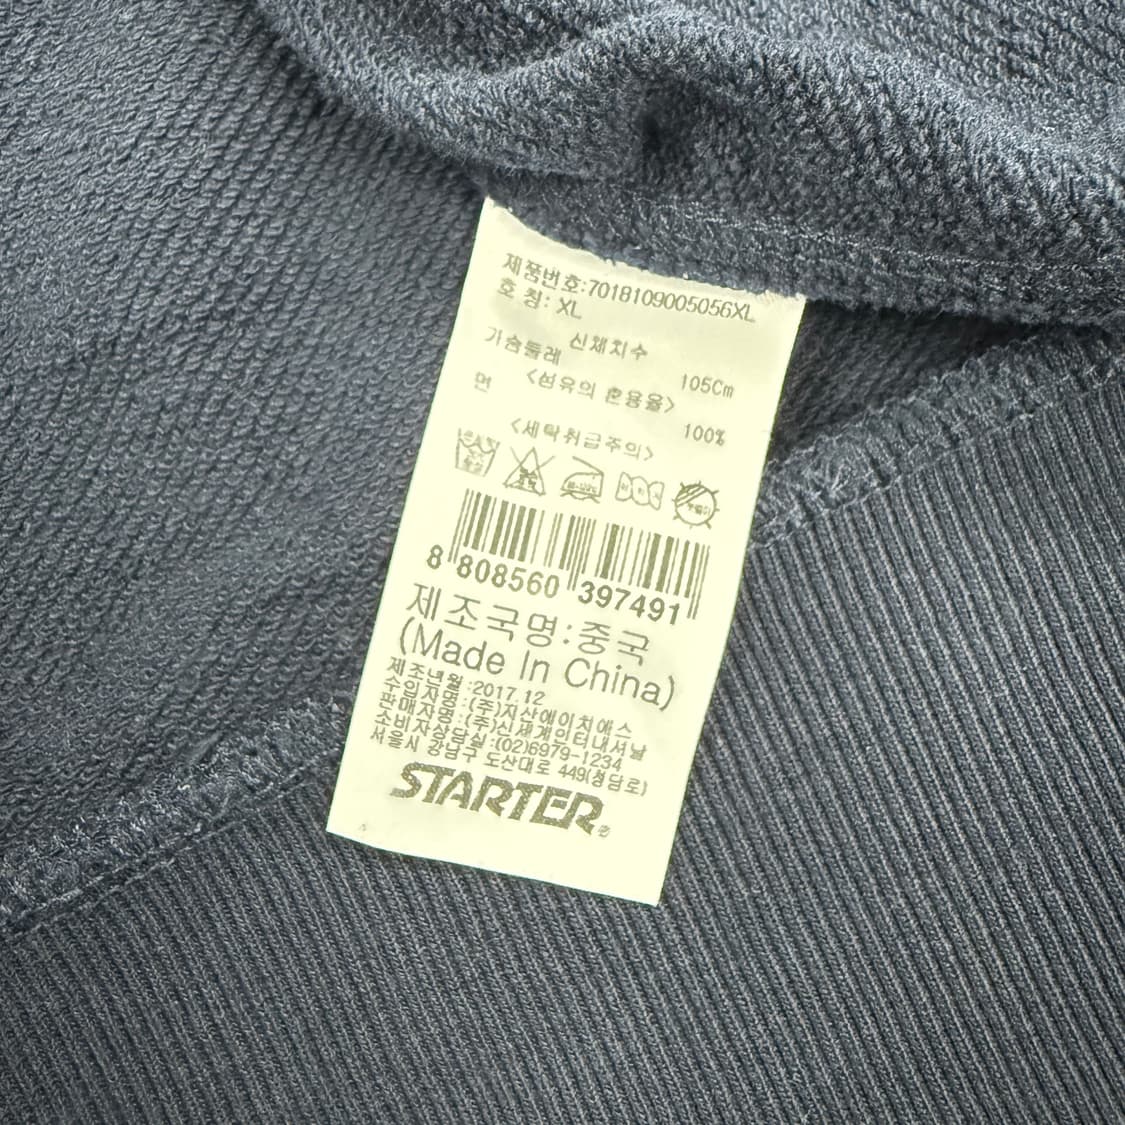 제품번호:7018109005056XL
호 칭: XL
신체치수
가슴둘레 105Cm
<섬유의 혼용율>
면 100%
<세탁취급주의>
8 808560 397491
제조국명:중국
(Made In China)
제조년월:2017.12
수입자명:(주)지산에이치에스
판매자명:(주)신세계인터내셔날
소비자상담실:(02)6979-1234
서울시 강남구 도산대로 449(청담로)
STARTER